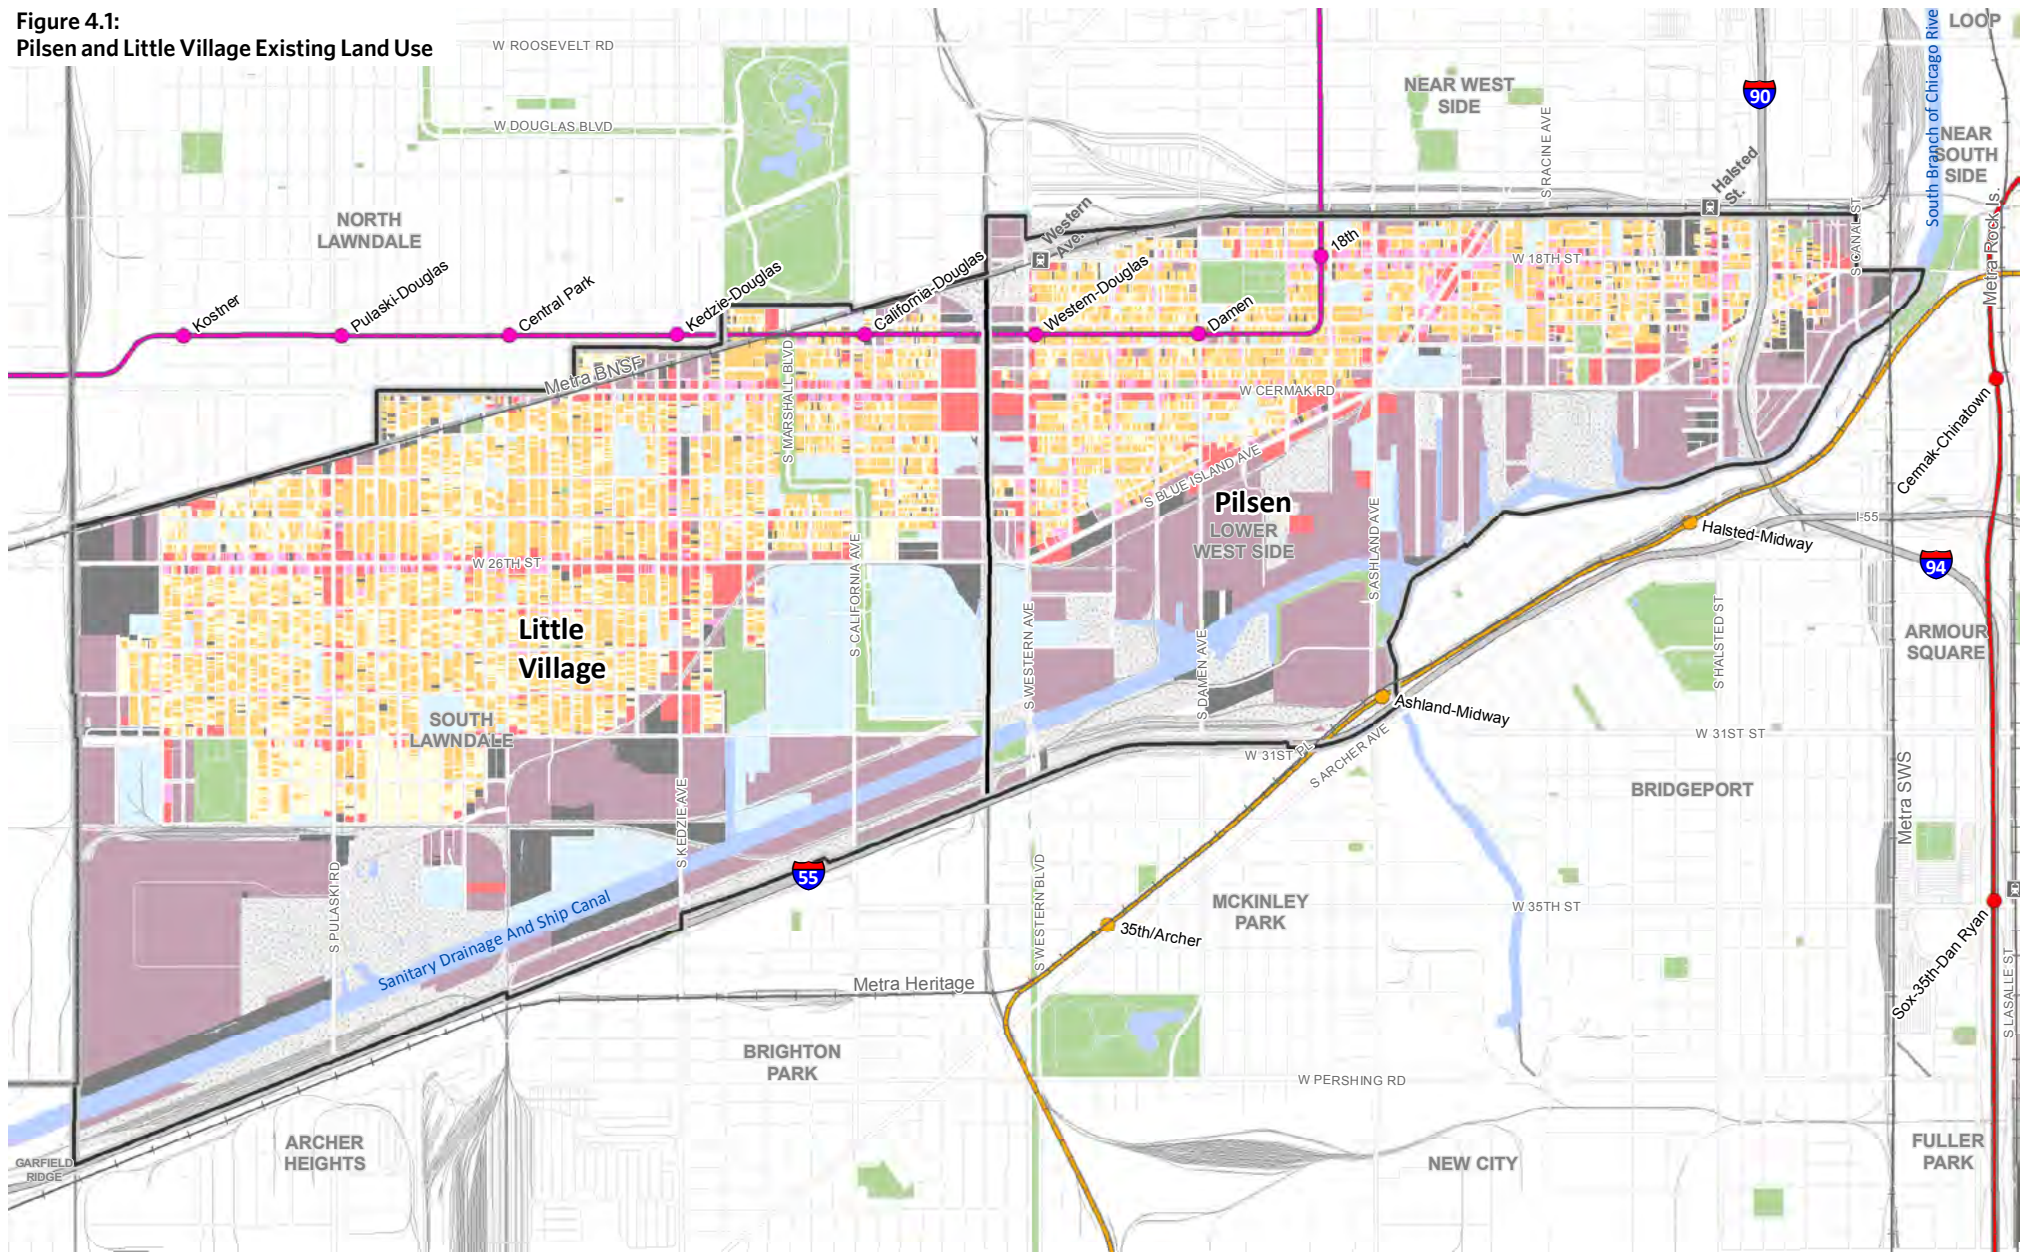 Figure 4.1:
Pilsen and Little Village Existing Land Use
W ROOSEVELT RD
LOOP
South Branch of Chicago Rive
NEAR WEST
SIDE
90
W DOUGLAS BLVD
S RACINE AVE
NEAR
SOUTH
SIDE
Halsted
St.
Metra Rock Is.
NORTH
LAWNDALE
Western
Ave.
S CANAL ST
18th
W 18TH ST
Kostner
Pulaski-Douglas
Central Park
Kedzie-Douglas
California-Douglas
Western-Douglas
Damen
Metra BNSF
S MARSHALL BLVD
W CERMAK RD
Cermak-Chinatown
S BLUE ISLAND AVE
Pilsen
LOWER
WEST SIDE
S ASHLAND AVE
Halsted-Midway
I-55
94
W 26TH ST
S CALIFORNIA AVE
Little
Village
S WESTERN AVE
S DAMEN AVE
S HALSTED ST
ARMOUR
SQUARE
SOUTH
LAWNDALE
Ashland-Midway
W 31ST PL
S ARCHER AVE
W 31ST ST
BRIDGEPORT
Metra SWS
S KEDZIE AVE
S PULASKI RD
55
Sanitary Drainage And Ship Canal
S WESTERN BLVD
MCKINLEY
PARK
W 35TH ST
35th/Archer
Sox-35th-Dan Ryan
S LASALLE ST
Metra Heritage
BRIGHTON
PARK
W PERSHING RD
ARCHER
HEIGHTS
GARFIELD
RIDGE
NEW CITY
FULLER
PARK